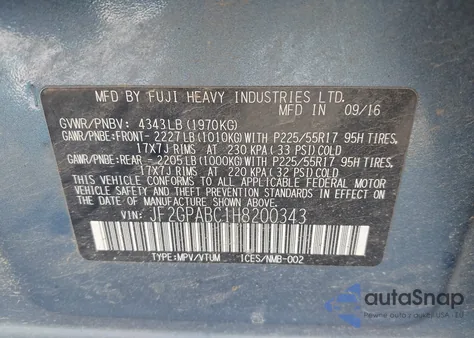 MFD BY FUJI HEAVY INDUSTRIES LTD.
MFD IN 09/16
GVWR/PNBV: 4343LB (1970KG)
GAWR/PNBE:FRONT- 2227LB(1010KG)WITH P225/55R17 95H TIRES,
17X7J RIMS AT 230 KPA(33 PSI)COLD
GAWR/PNBE:REAR - 2205LB(1000KG)WITH P225/55R17 95H TIRES,
17X7J RIMS AT 220 KPA(32 PSI)COLD
THIS VEHICLE CONFORMS TO ALL APPLICABLE FEDERAL MOTOR
VEHICLE SAFETY AND THEFT PREVENTION STANDARDS IN EFFECT ON
THE DATE OF MANUFACTURE SHOWN ABOVE.
VIN: JF2GPABC1H8200343
TYPE:MPV/VTUM ICES/NMB-002
autoSnap